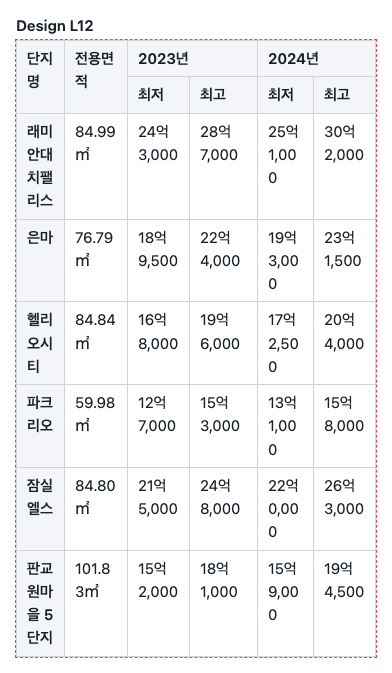 Design L12
단지
명
전용면
적
2023년
2024년
최저
최고
최저
최고
래미
안대
치팰
리스
84.99
㎡
24억
3,000
28억
7,000
25억
1,00
0
30억
2,000
은마
76.79
㎡
18억
9,500
22억
4,000
19억
3,00
0
23억
1,500
헬리
오시
티
84.84
㎡
16억
8,000
19억
6,000
17억
2,50
0
20억
4,000
파크
리오
59.98
㎡
12억
7,000
15억
3,000
13억
1,00
0
15억
8,000
잠실
엘스
84.80
㎡
21억
5,000
24억
8,000
22억
0,00
0
26억
3,000
판교
원마
을 5
단지
101.8
3㎡
15억
2,000
18억
1,000
15억
9,00
0
19억
4,500